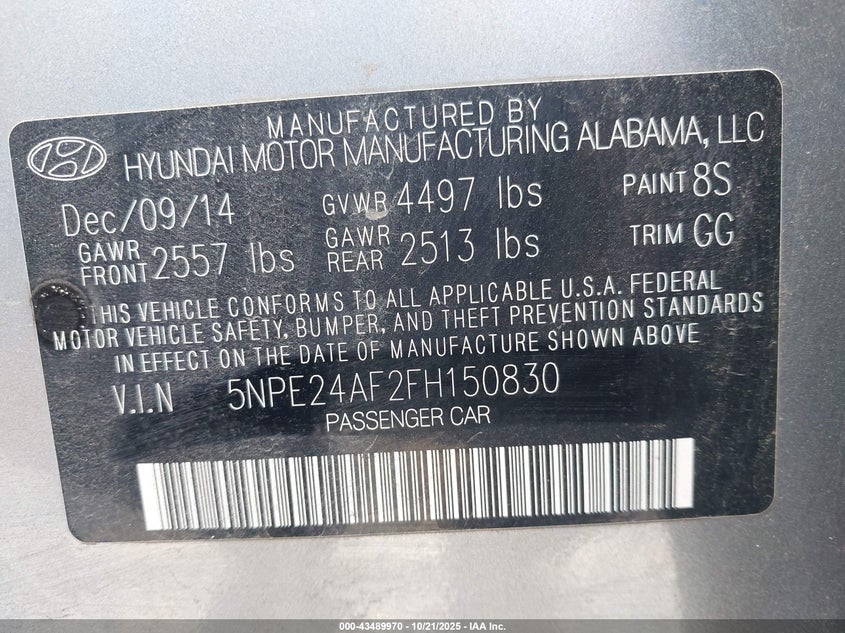 MANUFACTURED BY
HYUNDAI MOTOR MANUFACTURING ALABAMA, LLC
Dec/09/14 GVWR 4497 lbs PAINT 8S
GAWR FRONT 2557 lbs GAWR REAR 2513 lbs TRIM GG
THIS VEHICLE CONFORMS TO ALL APPLICABLE U.S.A. FEDERAL
MOTOR VEHICLE SAFETY, BUMPER, AND THEFT PREVENTION STANDARDS
IN EFFECT ON THE DATE OF MANUFACTURE SHOWN ABOVE
V.I.N 5NPE24AF2FH150830
PASSENGER CAR
000-43489970 | 10/21/2025 - IAA Inc.